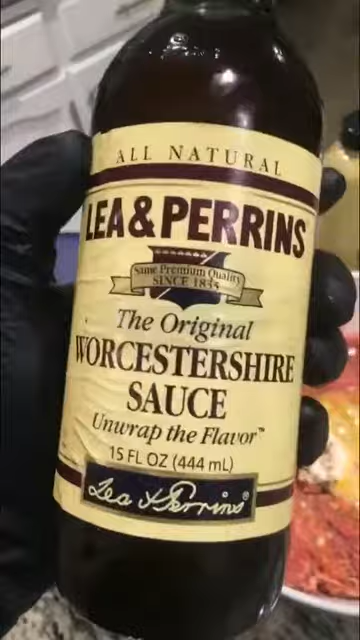 ALL NATURAL
LEA & PERRINS
Same Premium Quality
SINCE 1835
The Original
WORCESTERSHIRE
SAUCE
Unwrap the Flavor™
15 FL OZ (444 mL)
Lea & Perrins®